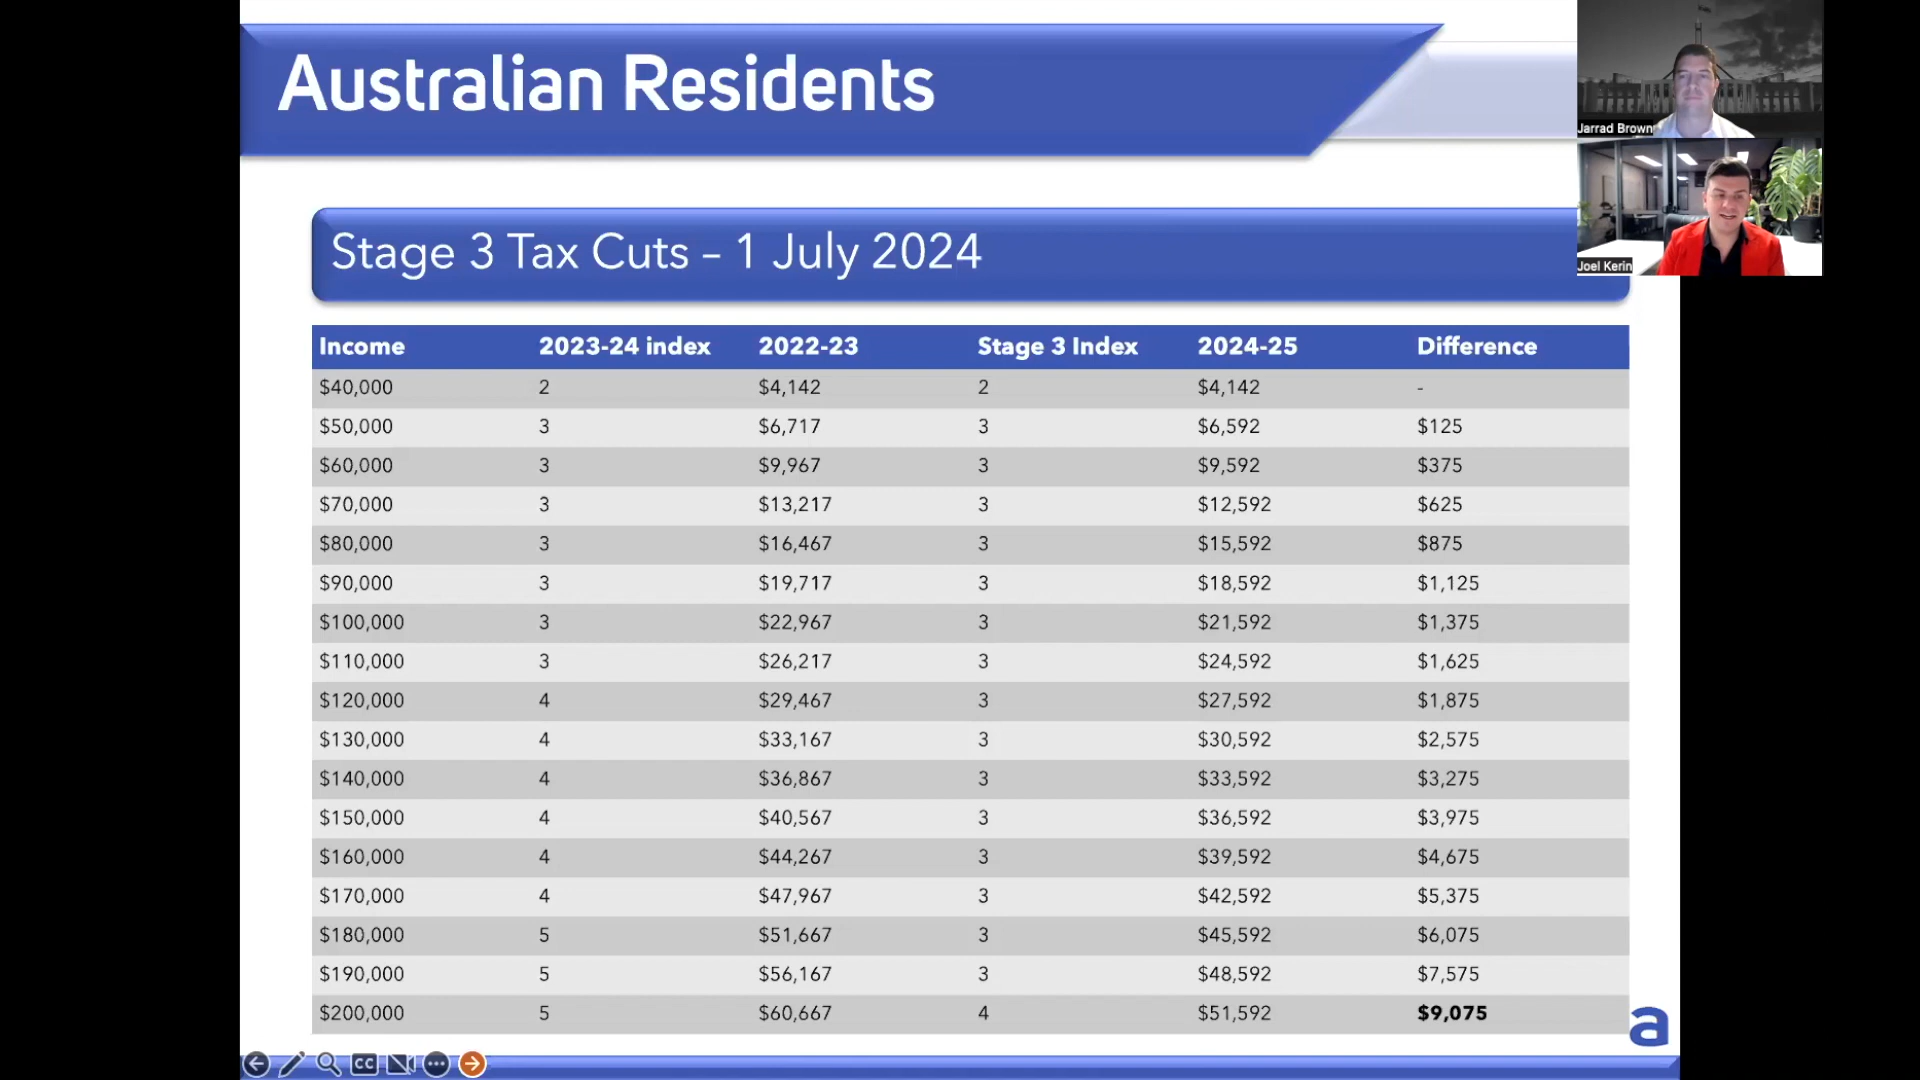 Australian Residents
Jarrad Brown
Joel Kerin
Stage 3 Tax Cuts – 1 July 2024
Income 2023-24 index 2022-23 Stage 3 Index 2024-25 Difference
$40,000 2 $4,142 2 $4,142 -
$50,000 3 $6,717 3 $6,592 $125
$60,000 3 $9,967 3 $9,592 $375
$70,000 3 $13,217 3 $12,592 $625
$80,000 3 $16,467 3 $15,592 $875
$90,000 3 $19,717 3 $18,592 $1,125
$100,000 3 $22,967 3 $21,592 $1,375
$110,000 3 $26,217 3 $24,592 $1,625
$120,000 4 $29,467 3 $27,592 $1,875
$130,000 4 $33,167 3 $30,592 $2,575
$140,000 4 $36,867 3 $33,592 $3,275
$150,000 4 $40,567 3 $36,592 $3,975
$160,000 4 $44,267 3 $39,592 $4,675
$170,000 4 $47,967 3 $42,592 $5,375
$180,000 5 $51,667 3 $45,592 $6,075
$190,000 5 $56,167 3 $48,592 $7,575
$200,000 5 $60,667 4 $51,592 $9,075
a
CC